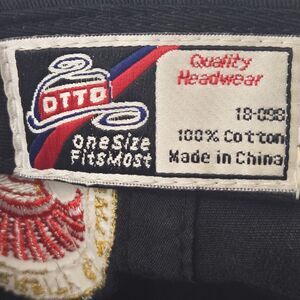 OTTO
One Size
Fits Most
Quality
Headwear
18-098
100% Cotton
Made in China